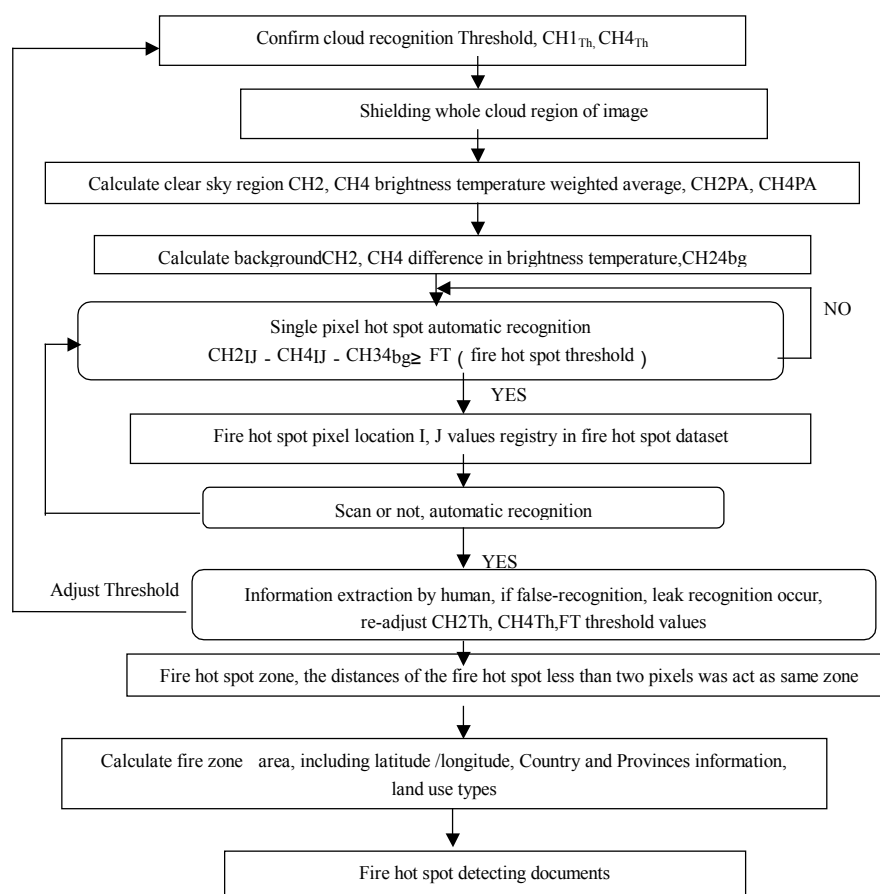 Confirm cloud recognition Threshold, CH1Th, CH4Th
Shielding whole cloud region of image
Calculate clear sky region CH2, CH4 brightness temperature weighted average, CH2PA, CH4PA
Calculate backgroundCH2, CH4 difference in brightness temperature,CH24bg
NO
Single pixel hot spot automatic recognition
CH2IJ - CH4IJ - CH34bg≥ FT ( fire hot spot threshold )
YES
Fire hot spot pixel location I, J values registry in fire hot spot dataset
Scan or not, automatic recognition
YES
Adjust Threshold
Information extraction by human, if false-recognition, leak recognition occur,
re-adjust CH2Th, CH4Th,FT threshold values
Fire hot spot zone, the distances of the fire hot spot less than two pixels was act as same zone
Calculate fire zone area, including latitude /longitude, Country and Provinces information,
land use types
Fire hot spot detecting documents